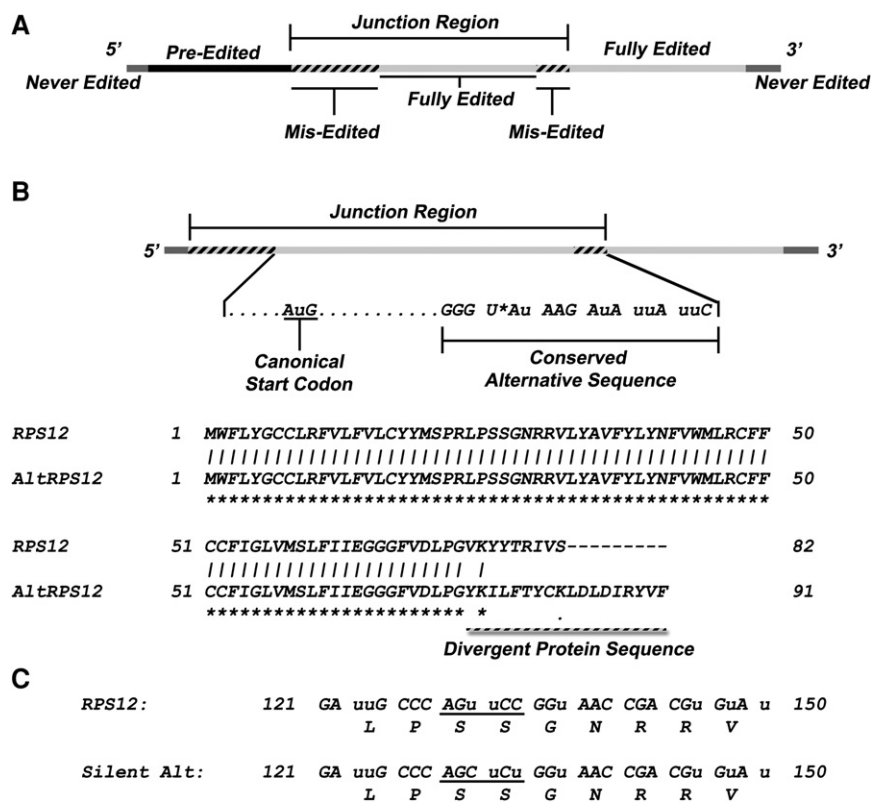 A
Junction Region
5’ Pre-Edited Fully Edited 3’
Never Edited Fully Edited Never Edited
Mis-Edited Mis-Edited
B
Junction Region
5’ 3’
.....AuG...........GGG U*Au AAG AuA uuA uuC
Canonical Conserved
Start Codon Alternative Sequence
RPS12 1 MWFLYGCCLRFVLFVLCYYMSPRLPSSGNRRVLYAVFYLYNFVWMLRCFF 50
||||||||||||||||||||||||||||||||||||||||||||||||||
AltRPS12 1 MWFLYGCCLRFVLFVLCYYMSPRLPSSGNRRVLYAVFYLYNFVWMLRCFF 50
**************************************************
RPS12 51 CCFIGLVMSLFIIEGGGFVDLPGVKYYTRIVS--------- 82
||||||||||||||||||||||| |
AltRPS12 51 CCFIGLVMSLFIIEGGGFVDLPGYKILFTYCKLDLDIRYVF 91
*********************** * .
Divergent Protein Sequence
C
RPS12: 121 GA uuG CCC AGu uCC GGu AAC CGA CGu GuA u 150
L P S S G N R R V
Silent Alt: 121 GA uuG CCC AGC uCu GGu AAC CGA CGu GuA u 150
L P S S G N R R V